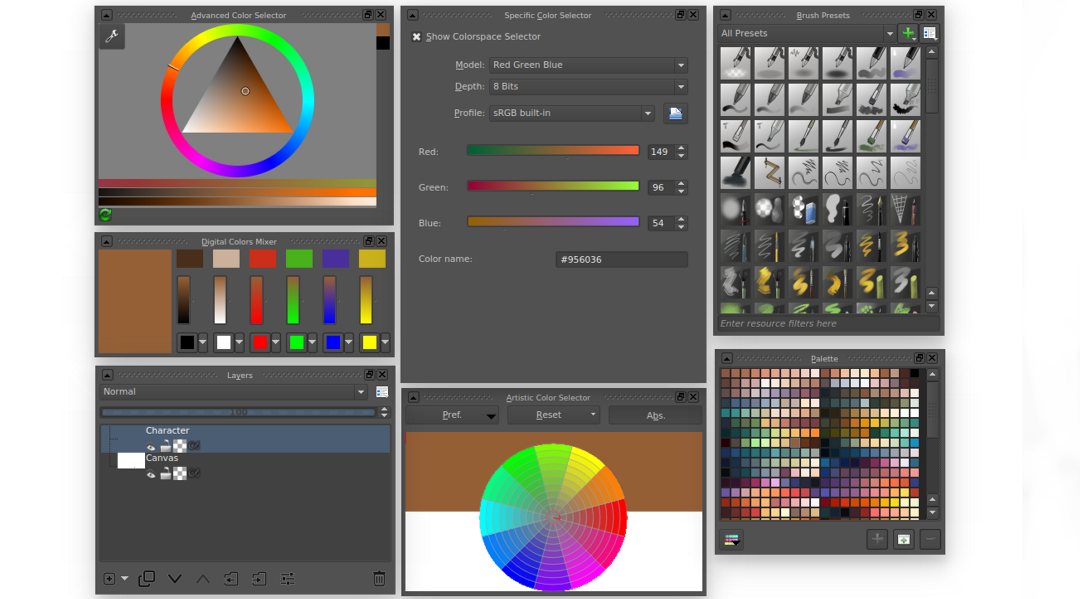 Advanced Color Selector
Digital Colors Mixer
Layers
Normal
100
Character
Canvas
Specific Color Selector
Show Colorspace Selector
Model: Red Green Blue
Depth: 8 Bits
Profile: sRGB built-in
Red: 149
Green: 96
Blue: 54
Color name: #956036
Artistic Color Selector
Pref. Reset Abs.
Brush Presets
All Presets
Enter resource filters here
Palette